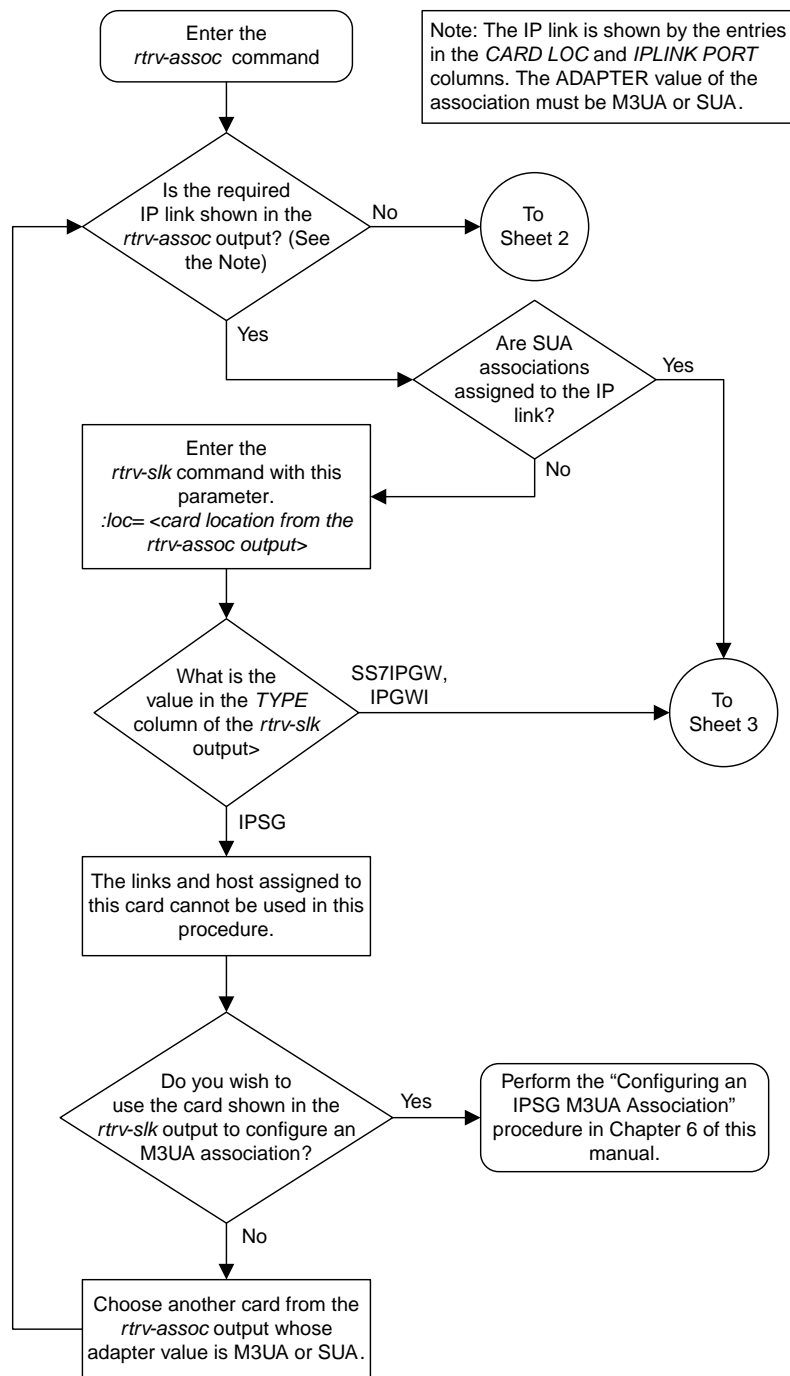 Enter the
rtrv-assoc command
Note: The IP link is shown by the entries
in the CARD LOC and IPLINK PORT
columns. The ADAPTER value of the
association must be M3UA or SUA.
Is the required
IP link shown in the
rtrv-assoc output? (See
the Note)
No
To
Sheet 2
Yes
Are SUA
associations
assigned to the IP
link?
Yes
No
Enter the
rtrv-slk command with this
parameter.
:loc= <card location from the
rtrv-assoc output>
What is the
value in the TYPE
column of the rtrv-slk
output>
SS7IPGW,
IPGWI
To
Sheet 3
IPSG
The links and host assigned to
this card cannot be used in this
procedure.
Do you wish to
use the card shown in the
rtrv-slk output to configure an
M3UA association?
Yes
Perform the “Configuring an
IPSG M3UA Association”
procedure in Chapter 6 of this
manual.
No
Choose another card from the
rtrv-assoc output whose
adapter value is M3UA or SUA.